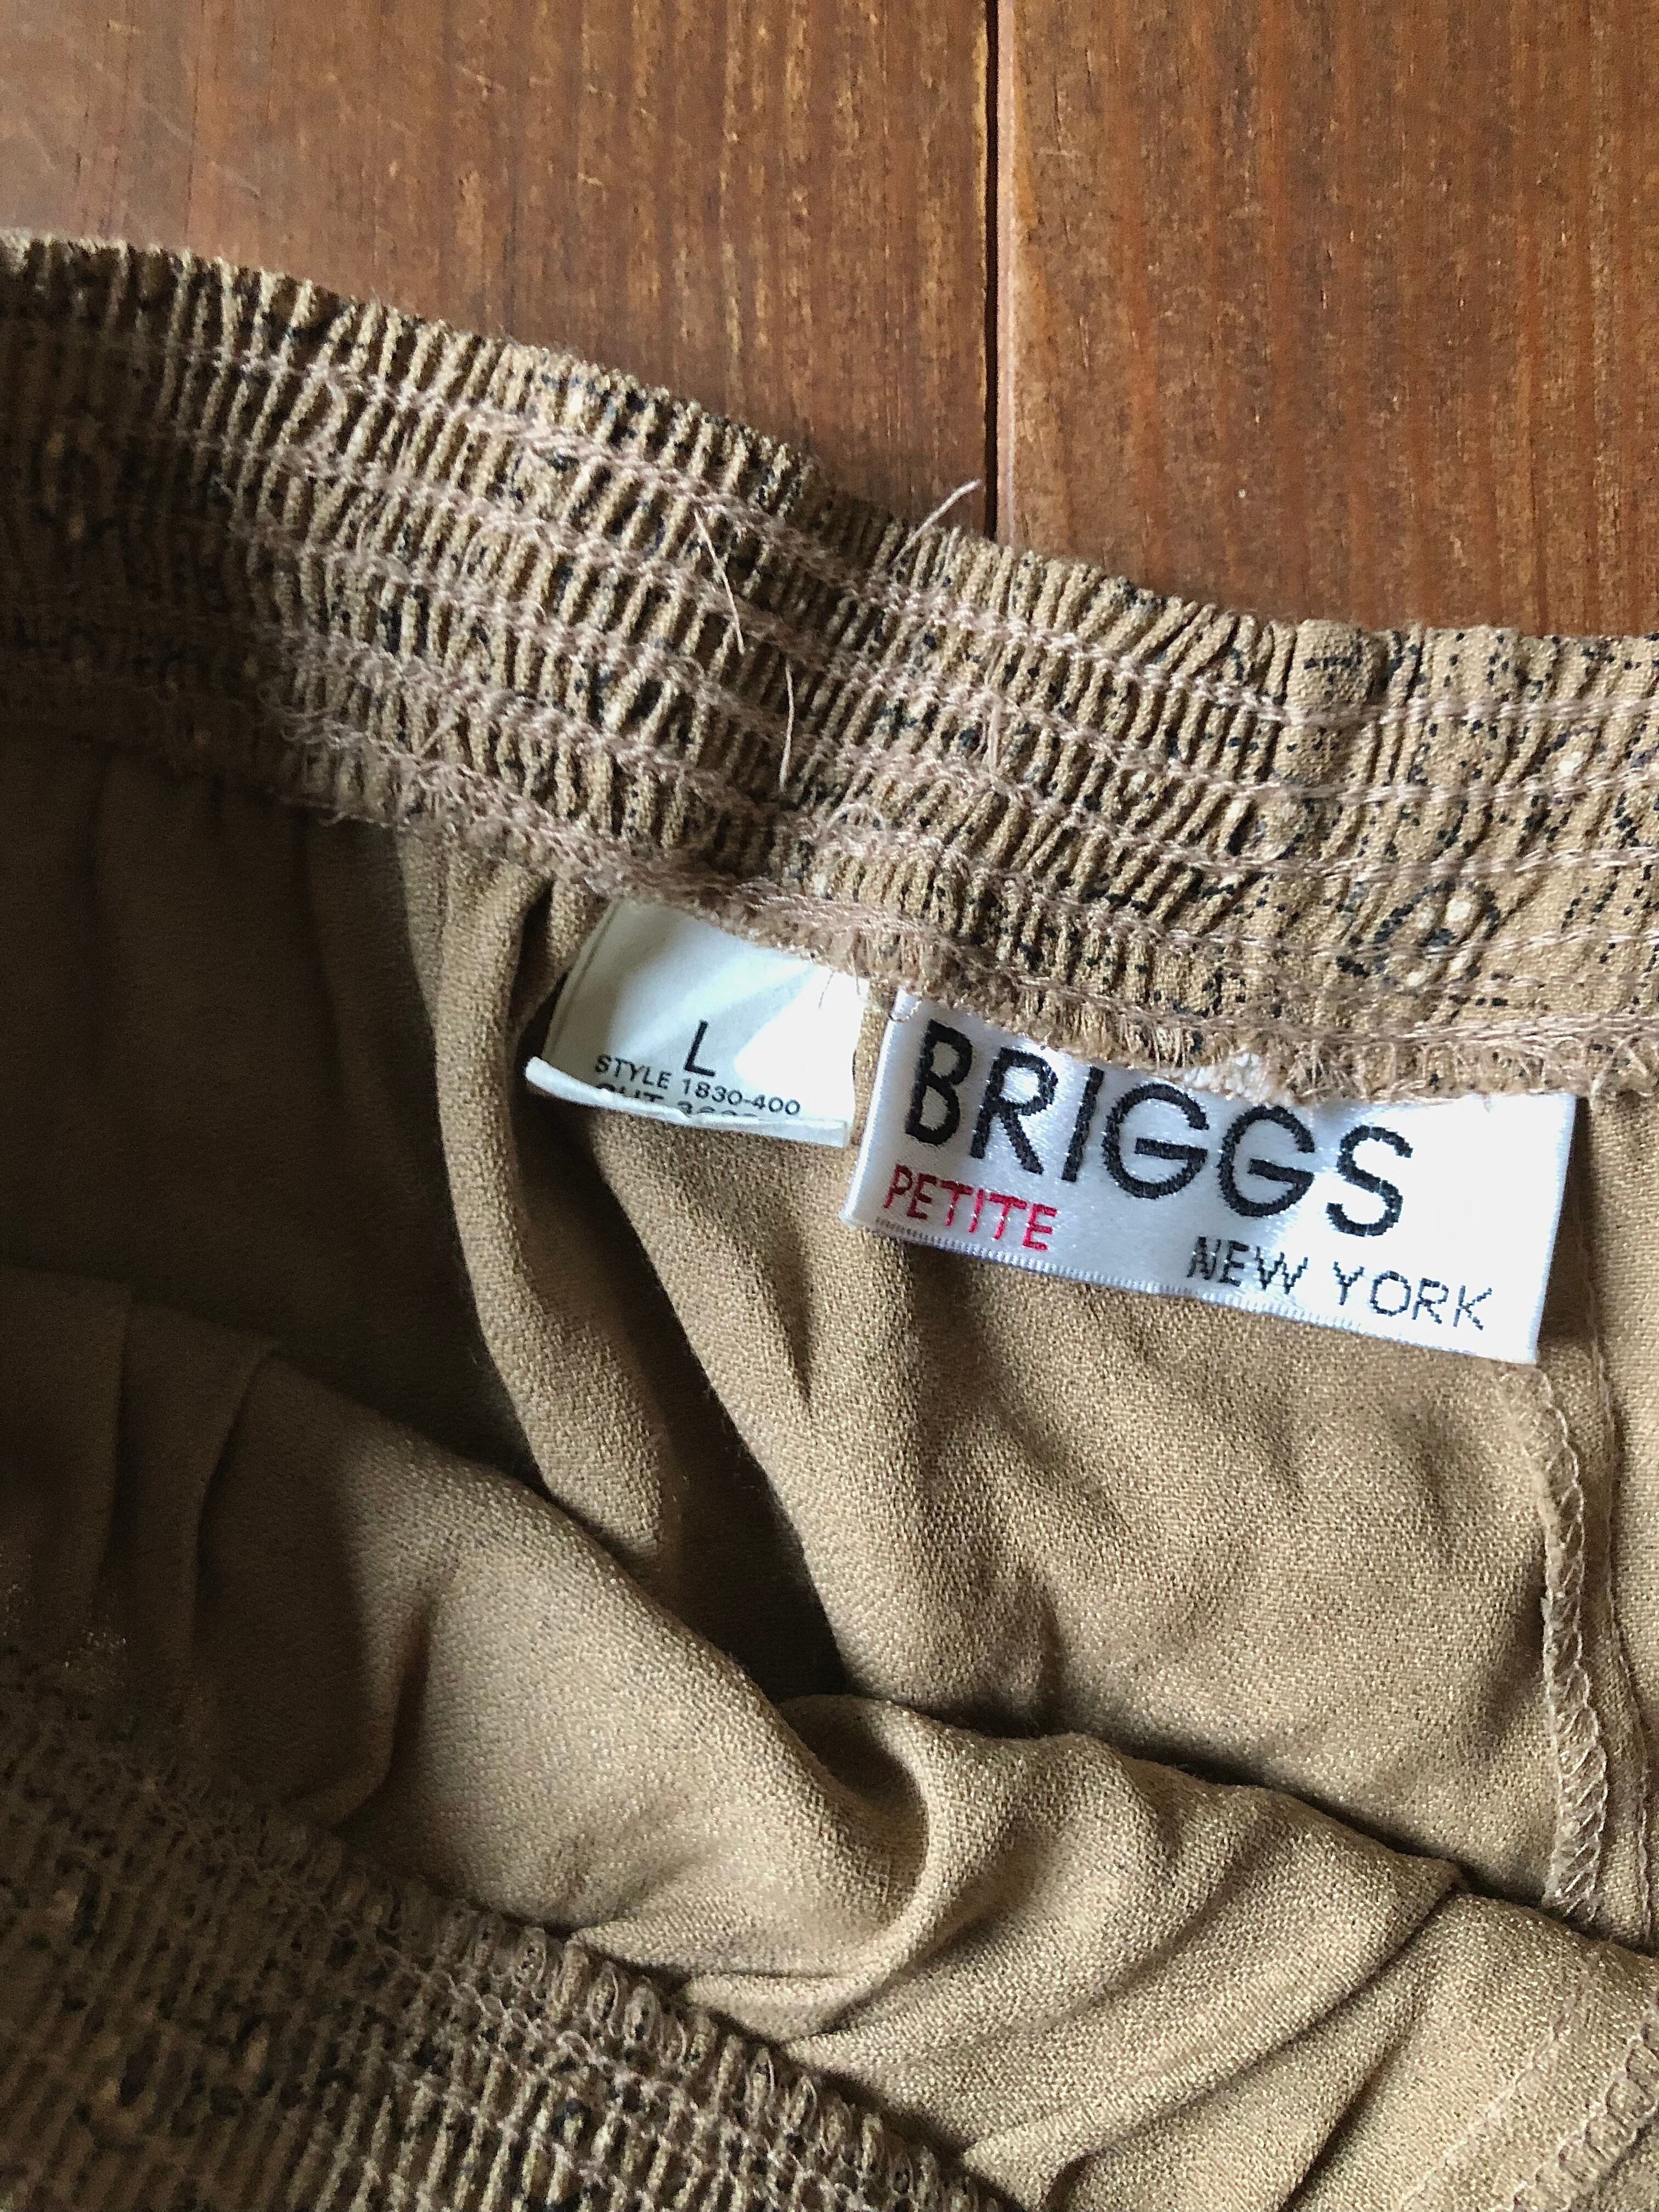 L
STYLE 1830-400
BRIGGS
PETITE
NEW YORK